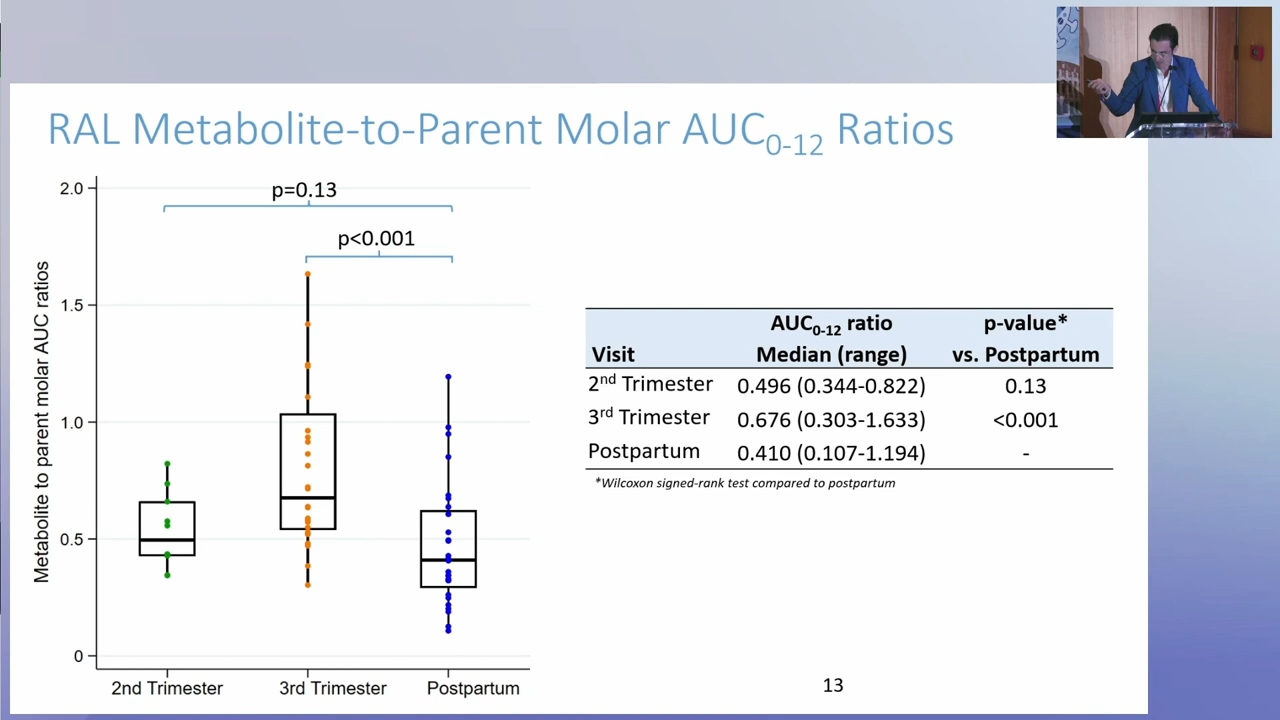 RAL Metabolite-to-Parent Molar AUC0-12 Ratios
Metabolite to parent molar AUC ratios
2.0
1.5
1.0
0.5
0
p=0.13
p<0.001
2nd Trimester
3rd Trimester
Postpartum
Visit AUC0-12 ratio Median (range) p-value* vs. Postpartum
2nd Trimester 0.496 (0.344-0.822) 0.13
3rd Trimester 0.676 (0.303-1.633) <0.001
Postpartum 0.410 (0.107-1.194) -
*Wilcoxon signed-rank test compared to postpartum
13